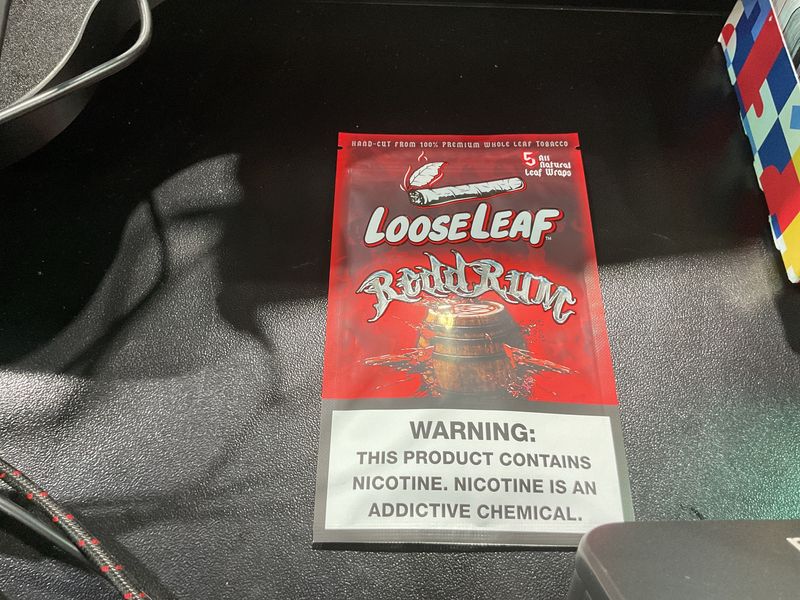 HAND-CUT FROM 100% PREMIUM WHOLE LEAF TOBACCO
5 All
Natural
Leaf Wraps
LOOSELEAF™
ReddRum
WARNING:
THIS PRODUCT CONTAINS
NICOTINE. NICOTINE IS AN
ADDICTIVE CHEMICAL.